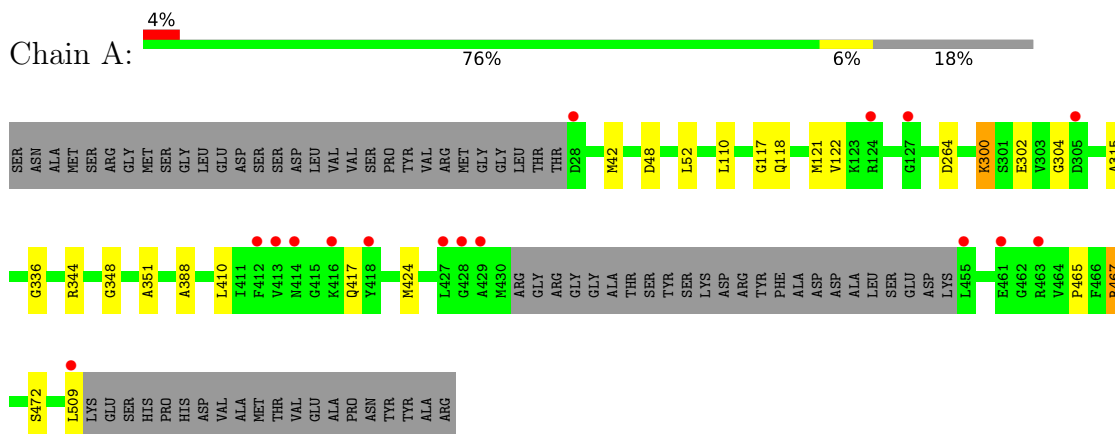 4%
Chain A:
76% 6% 18%
SER ASN ALA MET SER ARG GLY MET SER GLY LEU GLU ASP SER SER ASP LEU VAL VAL SER PRO TYR VAL ARG MET GLY GLY LEU THR THR D28 M42 D48 L52 L110 G117 Q118 M121 V122 K123 R124 G127 D264 K300 S301 E302 V303 G304 D305 A315
G336 R344 G348 A351 A388 L410 I411 F412 V413 N414 G415 K416 Q417 Y418 M424 L427 G428 A429 M430 ARG GLY ARG GLY GLY ALA THR SER TYR SER LYS ASP ARG TYR PHE ALA ASP ASP ALA LEU SER GLU ASP LYS L455 E461 G462 R463 V464 P465 F466 R467
S472 L509 LYS GLU SER HIS PRO HIS ASP VAL ALA MET THR VAL GLU ALA PRO ASN TYR TYR ALA ARG